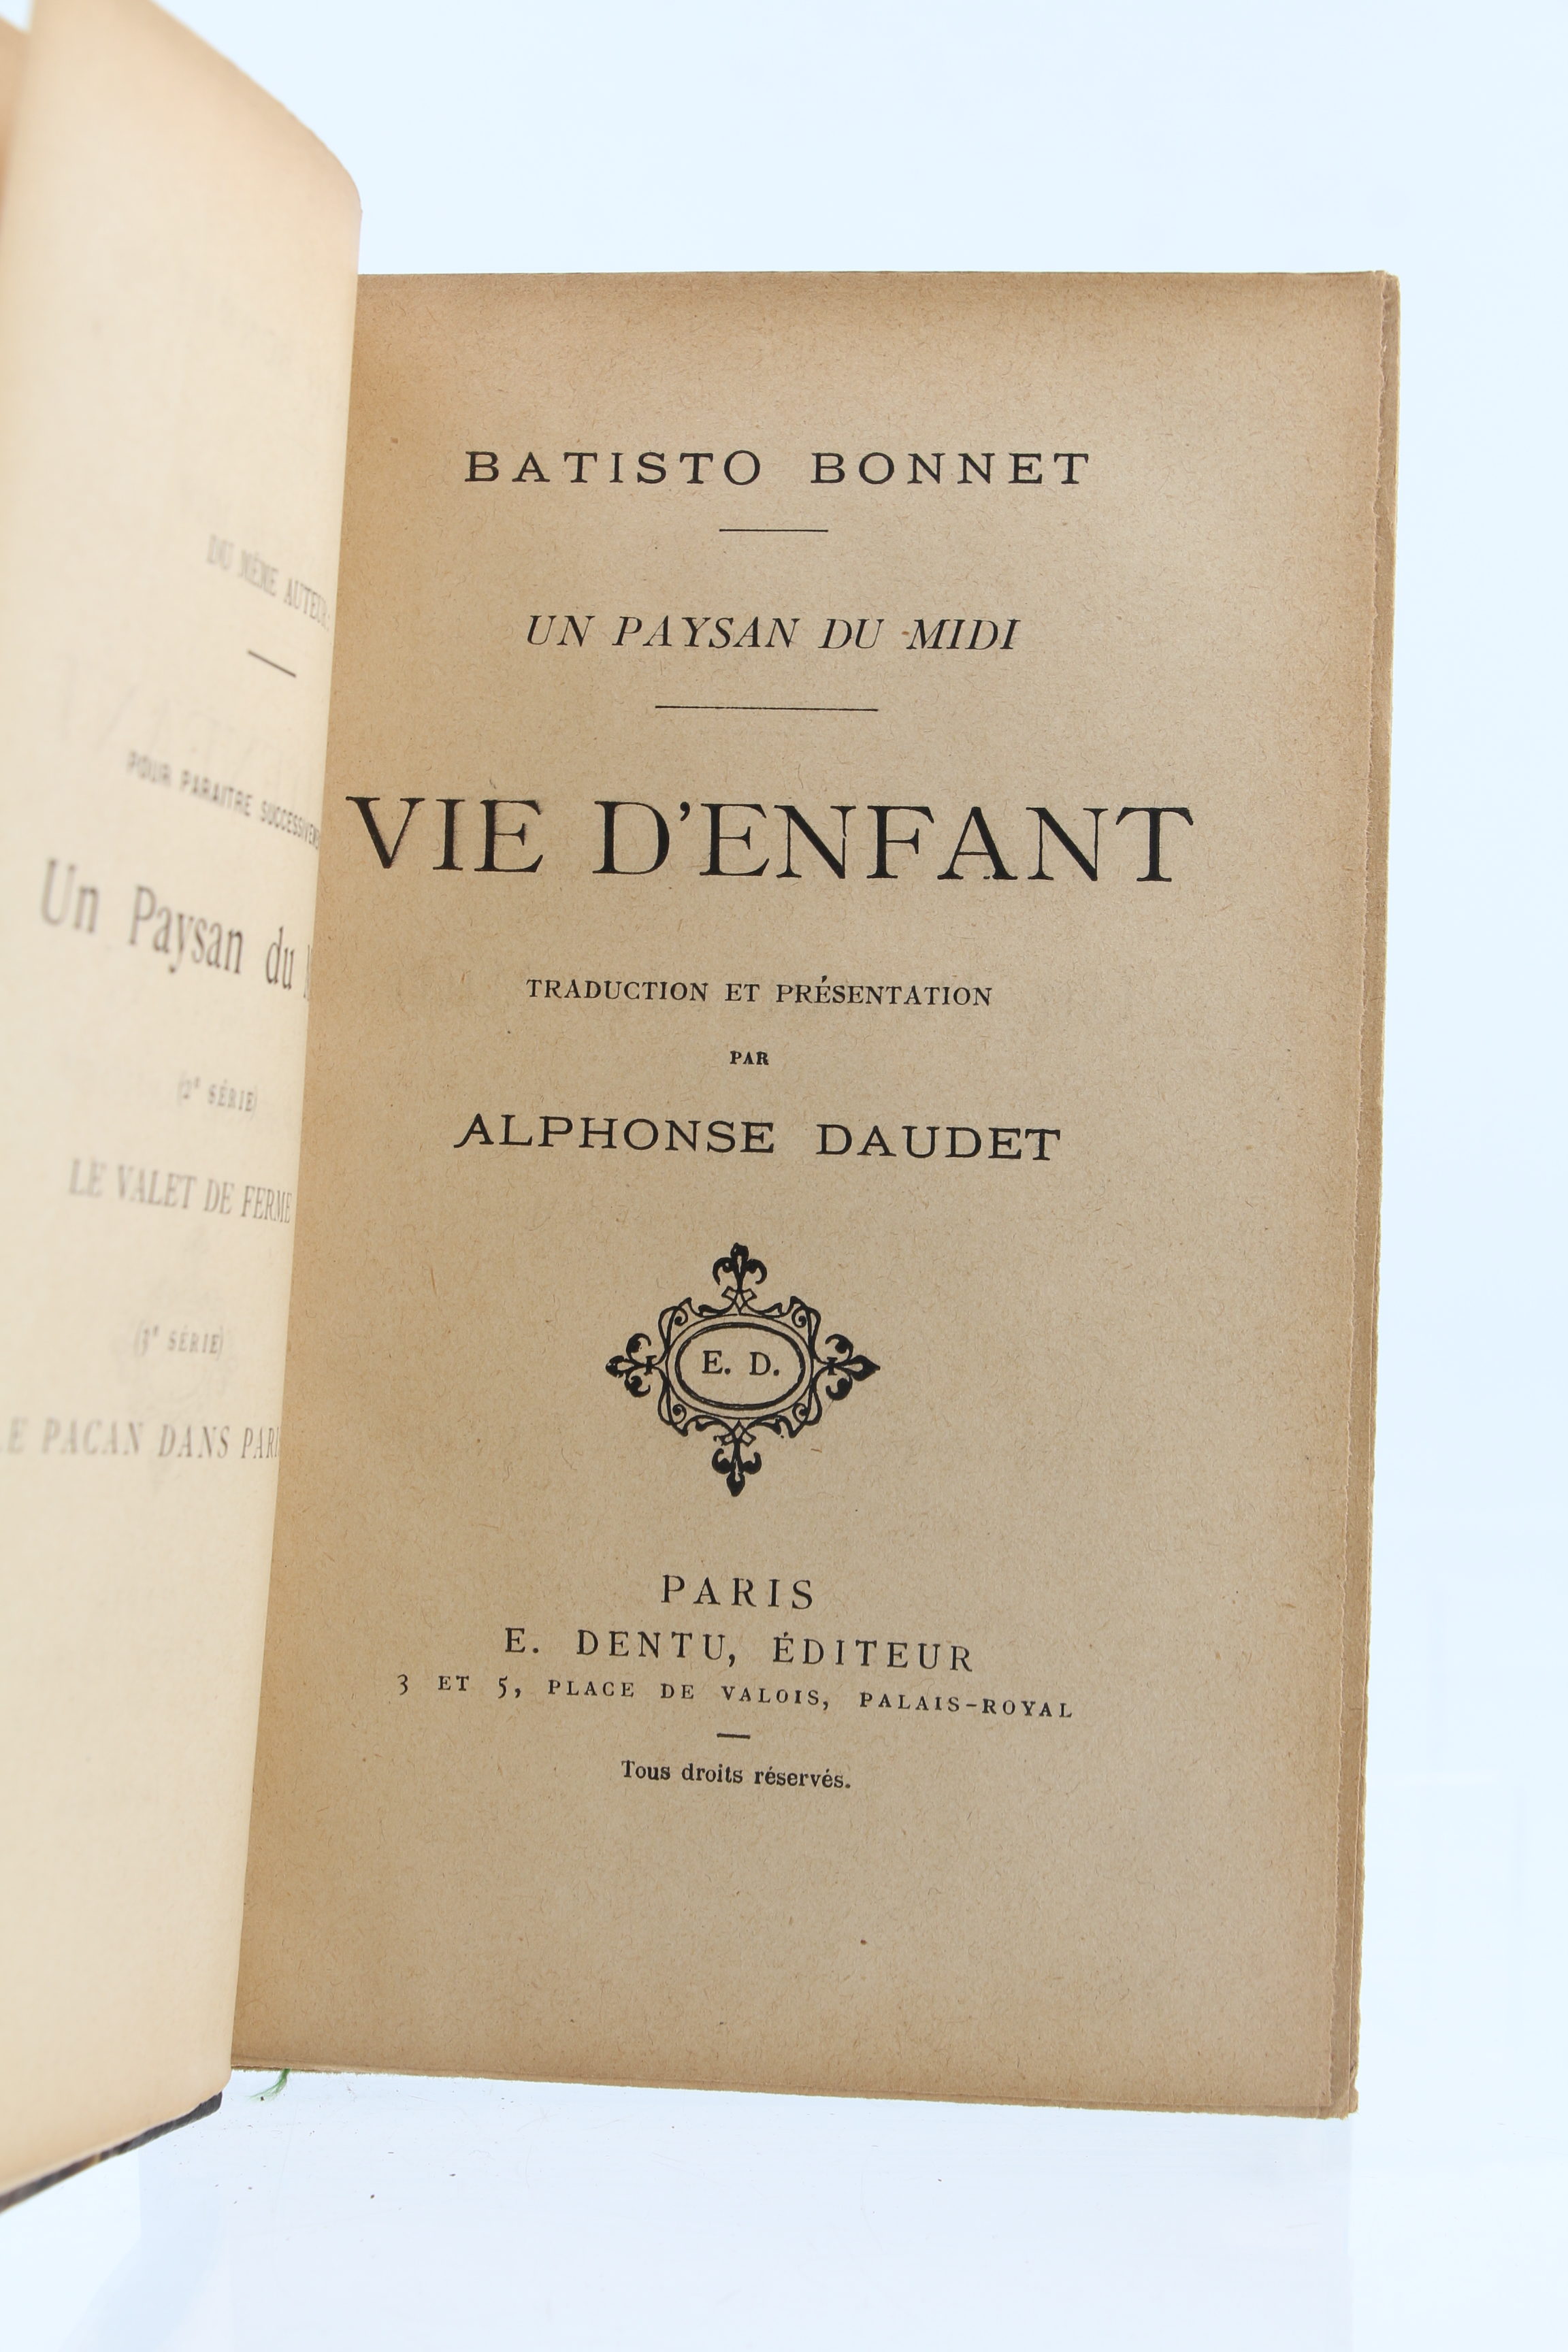 DU MÊME AUTEUR:
POUR PARAITRE
Un Paysan du
(2e SÉRIE)
LE VALET DE FERME
(3e SÉRIE)
PACAN DANS
BATISTO BONNET
UN PAYSAN DU MIDI
VIE D'ENFANT
TRADUCTION ET PRÉSENTATION
PAR
ALPHONSE DAUDET
E. D.
PARIS
E. DENTU, ÉDITEUR
3 ET 5, PLACE DE VALOIS, PALAIS-ROYAL
Tous droits réservés.